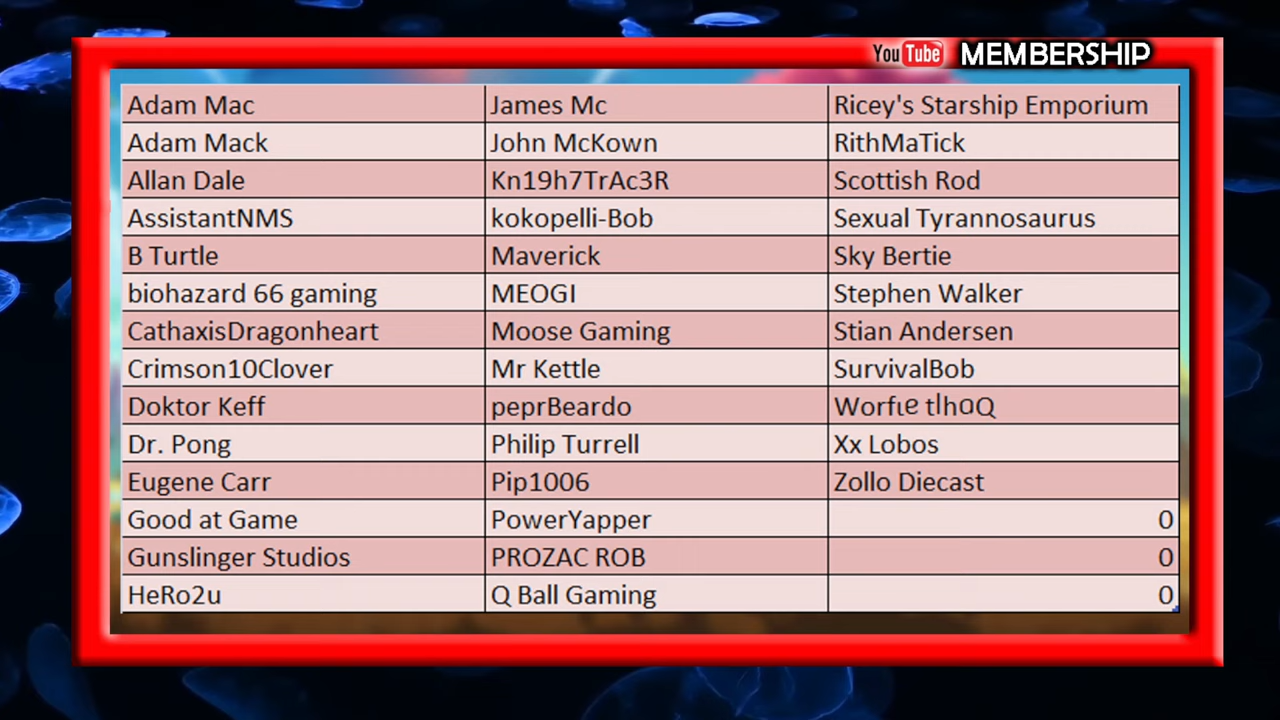 YouTube MEMBERSHIP
Adam Mac James Mc Ricey's Starship Emporium
Adam Mack John McKown RithMaTick
Allan Dale Kn19h7TrAc3R Scottish Rod
AssistantNMS kokopelli-Bob Sexual Tyrannosaurus
B Turtle Maverick Sky Bertie
biohazard 66 gaming MEOGI Stephen Walker
CathaxisDragonheart Moose Gaming Stian Andersen
Crimson10Clover Mr Kettle SurvivalBob
Doktor Keff peprBeardo
Dr. Pong Philip Turrell Xx Lobos
Eugene Carr Pip1006 Zollo Diecast
Good at Game PowerYapper 0
Gunslinger Studios PROZAC ROB 0
HeRo2u Q Ball Gaming 0